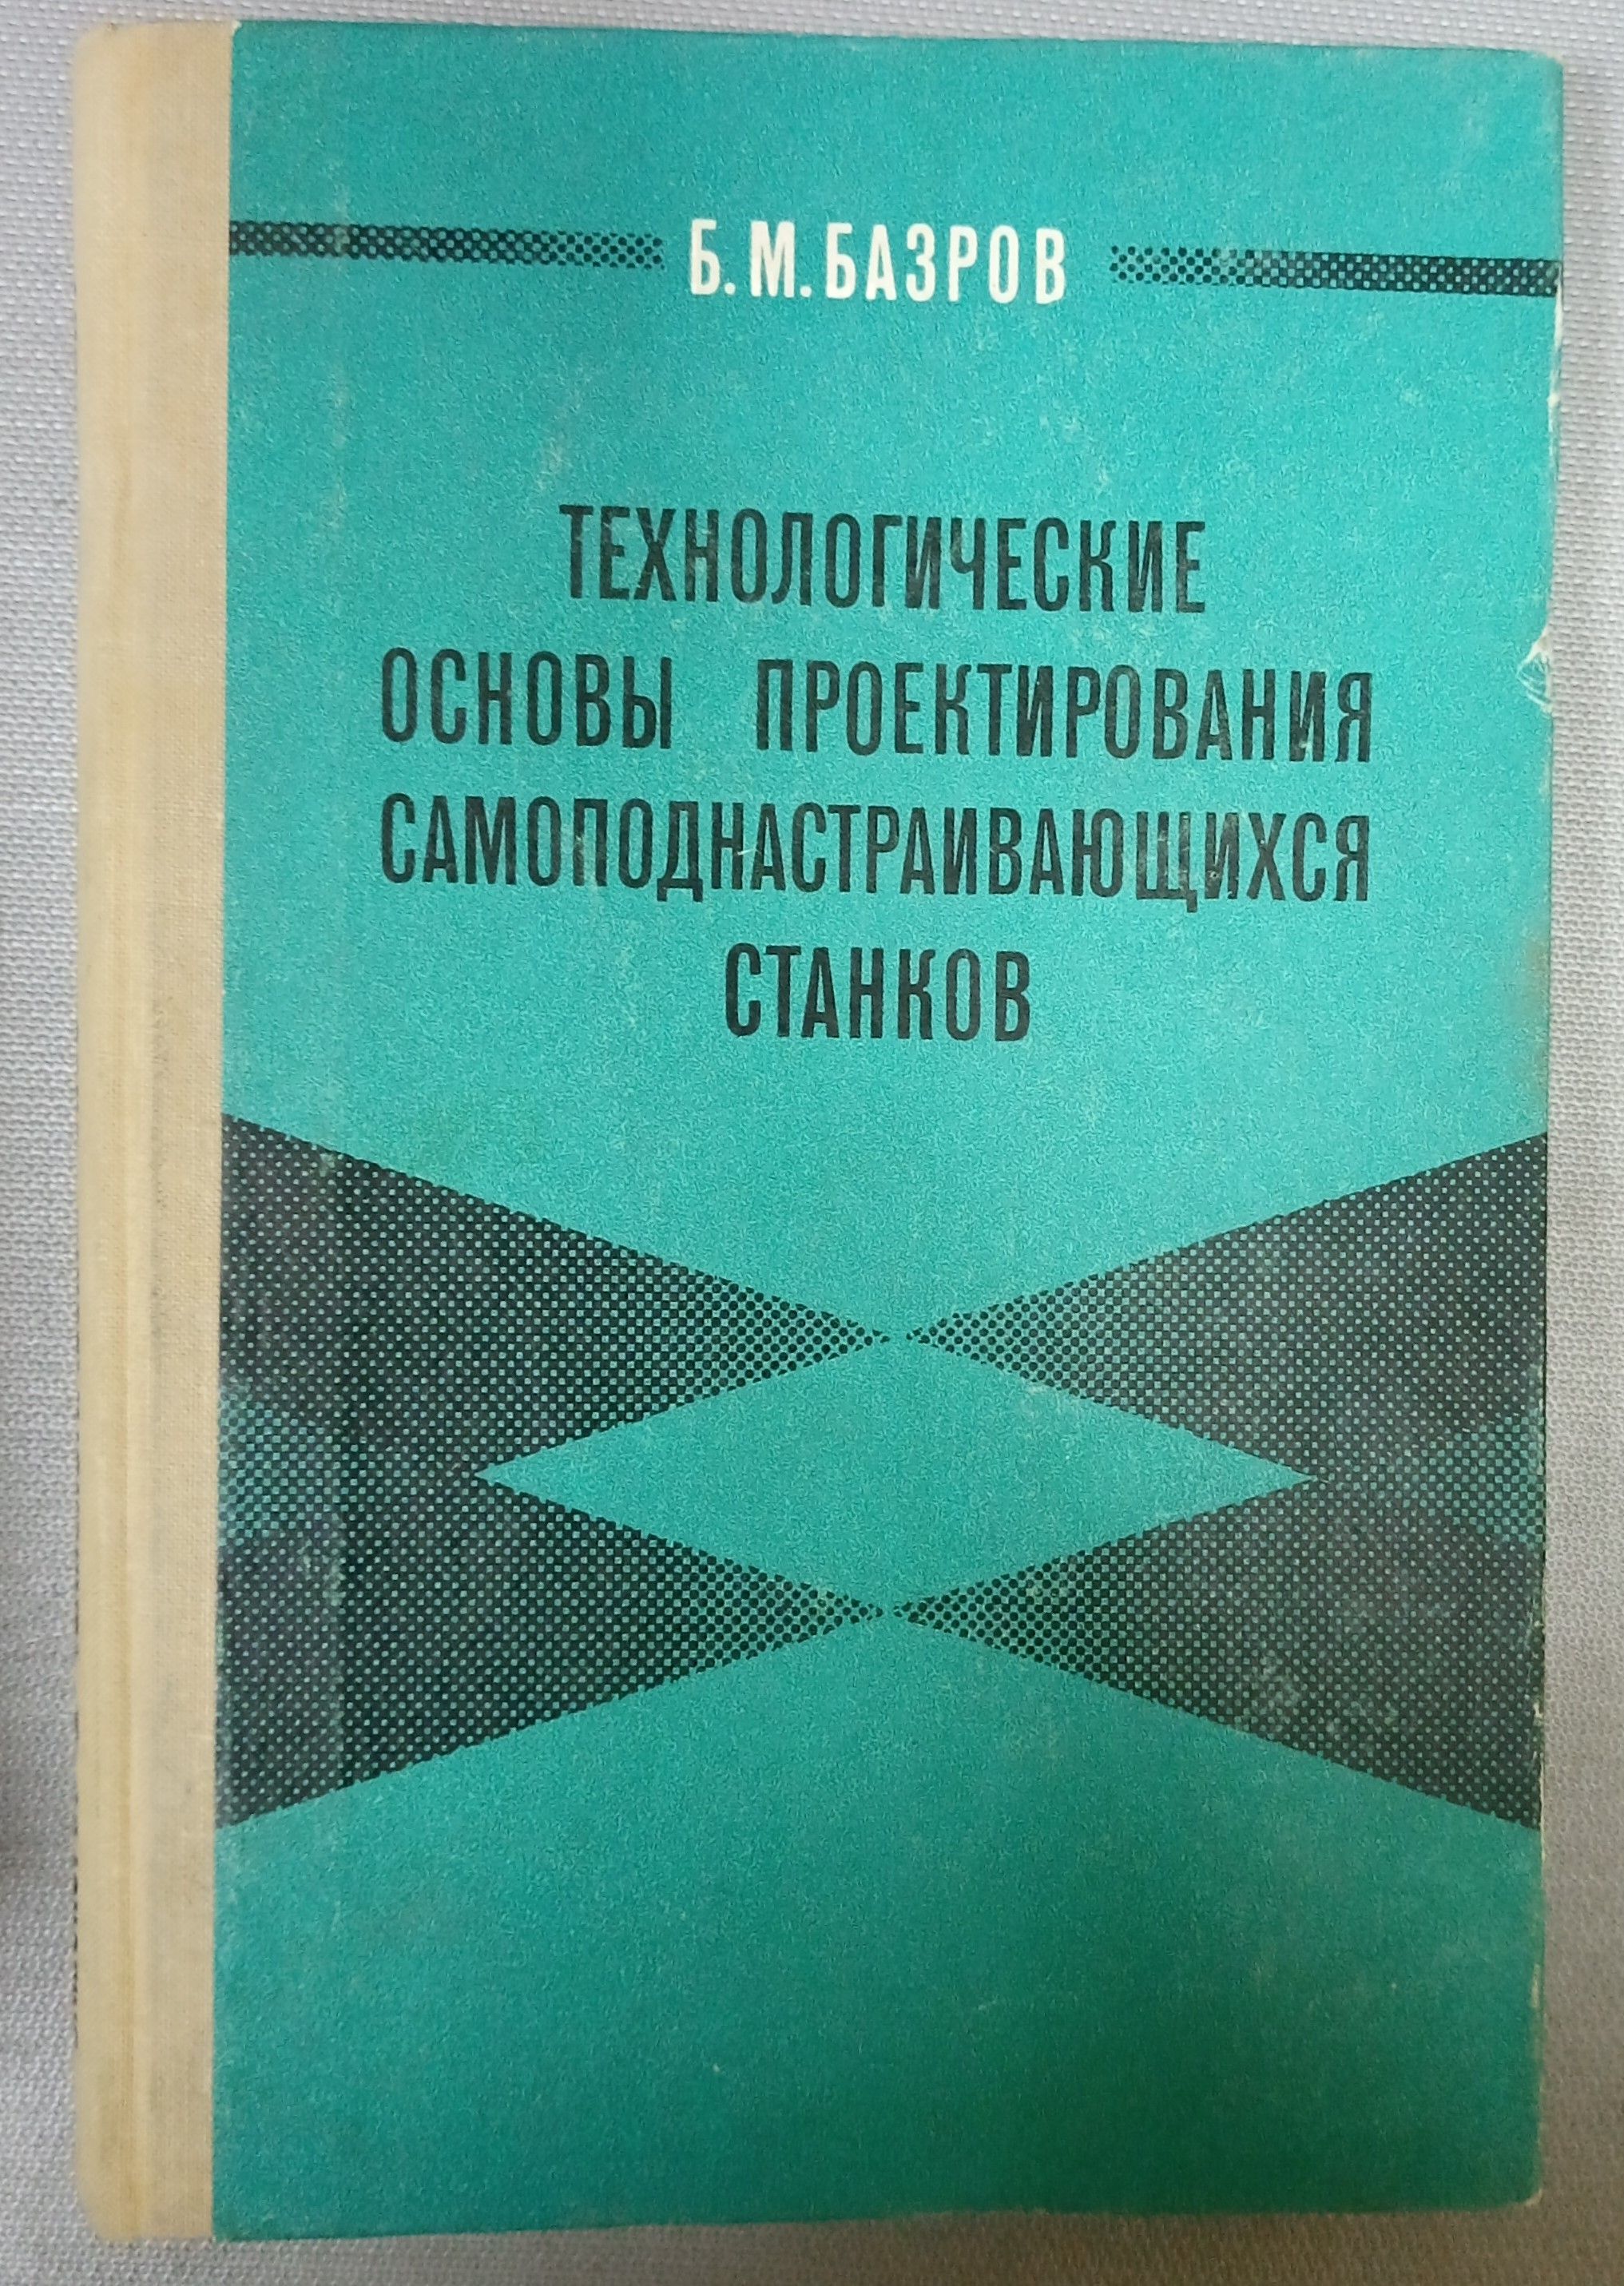 Б. М. БАЗРОВ
ТЕХНОЛОГИЧЕСКИЕ
ОСНОВЫ ПРОЕКТИРОВАНИЯ
САМОПОДНАСТРАИВАЮЩИХСЯ
СТАНКОВ